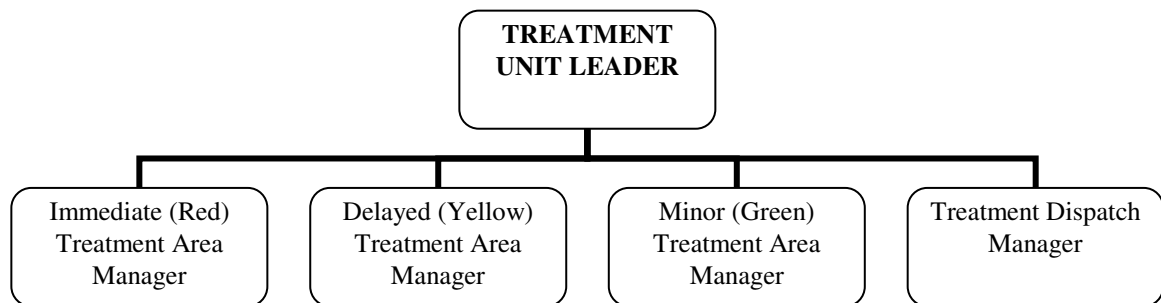 TREATMENT
UNIT LEADER
Immediate (Red)
Treatment Area
Manager
Delayed (Yellow)
Treatment Area
Manager
Minor (Green)
Treatment Area
Manager
Treatment Dispatch
Manager